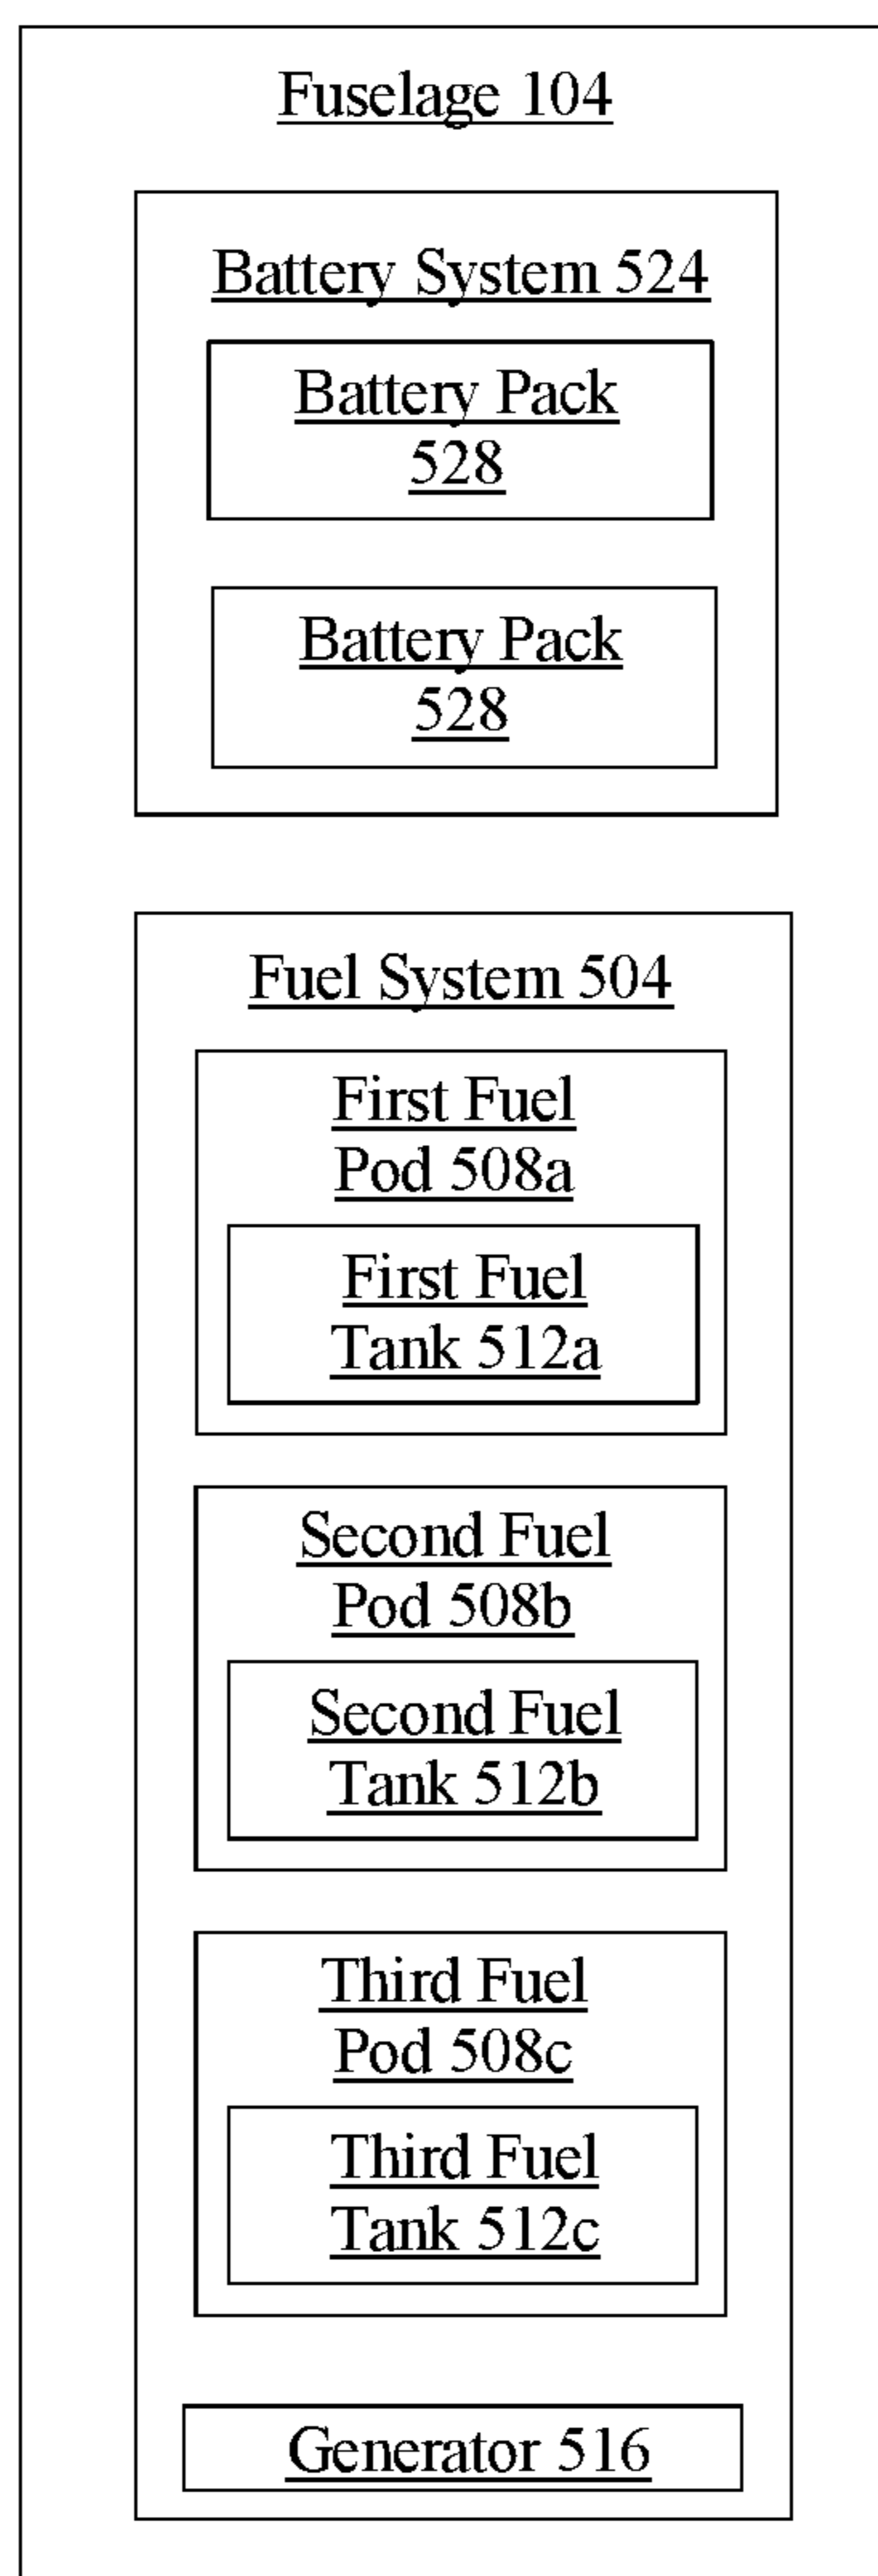 Fuselage 104
Battery System 524
Battery Pack
528
Battery Pack
528
Fuel System 504
First Fuel
Pod 508a
First Fuel
Tank 512a
Second Fuel
Pod 508b
Second Fuel
Tank 512b
Third Fuel
Pod 508c
Third Fuel
Tank 512c
Generator 516